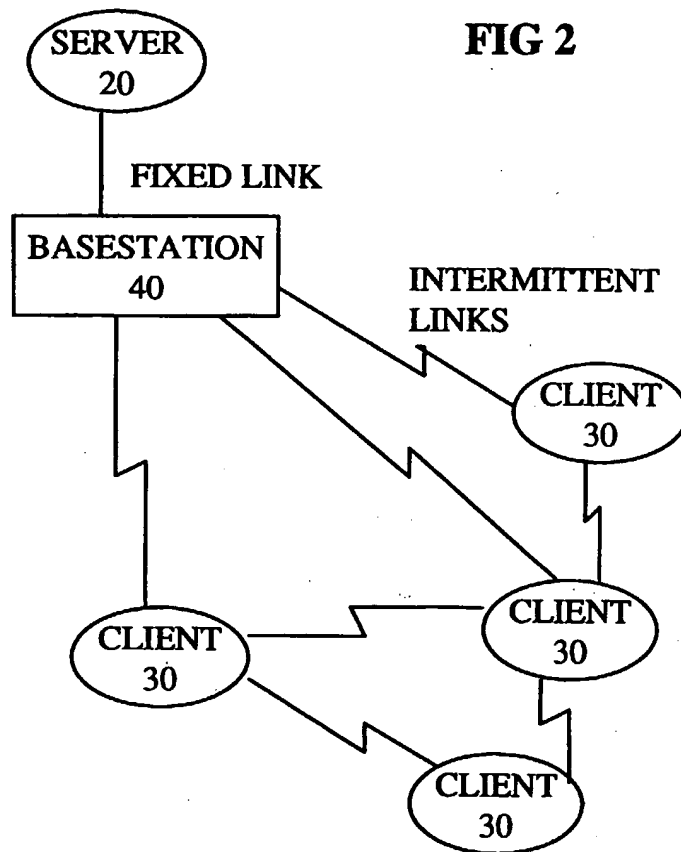 FIG 2
SERVER
20
FIXED LINK
BASESTATION
40
INTERMITTENT
LINKS
CLIENT
30
CLIENT
30
CLIENT
30
CLIENT
30